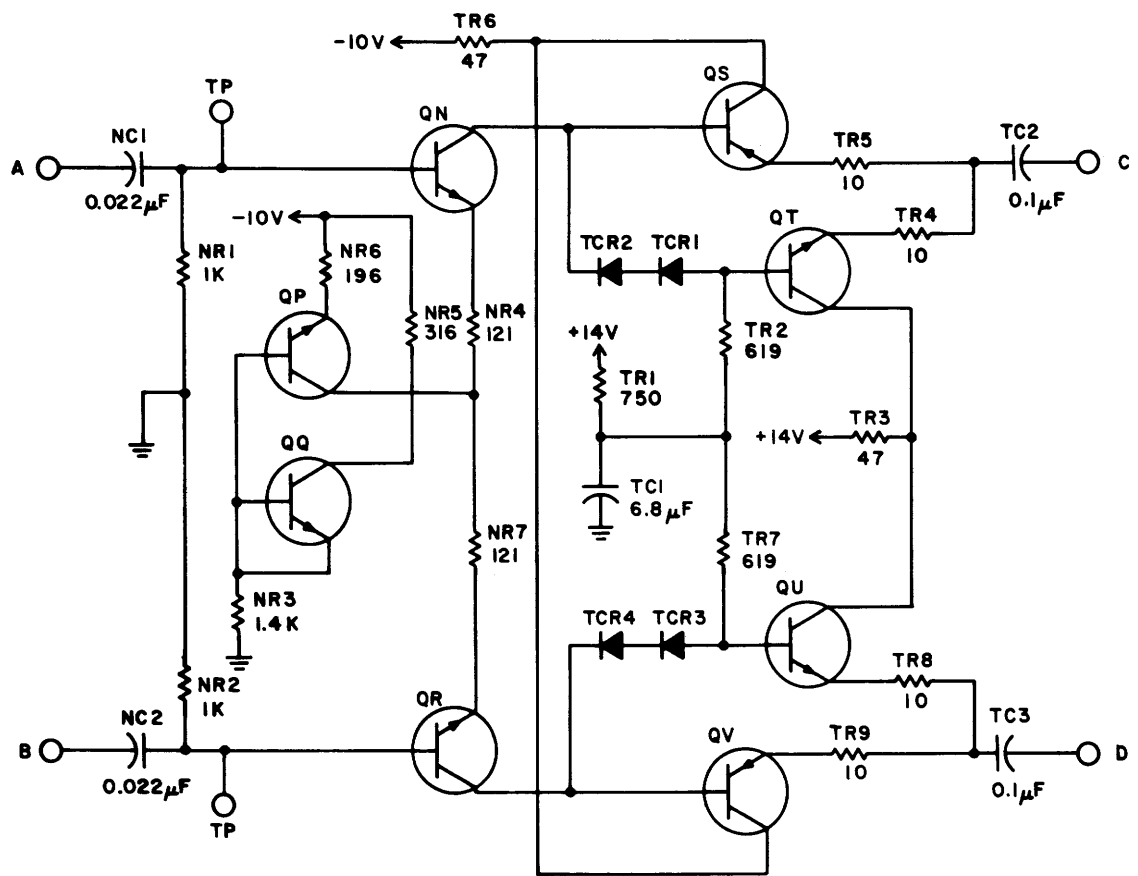 TR6
-10V
47
QS
TP
QN
NC1
TR5
TC2
A
C
0.022µF
10
0.1µF
-10V
QT
TR4
NR1
1K
NR6
196
TCR2
TCR1
10
QP
NR5
316
NR4
121
+14V
TR2
619
TR1
750
QQ
+14V
TR3
47
TC1
6.8µF
NR7
121
TR7
619
NR3
1.4K
QU
TCR4
TCR3
NR2
1K
QR
TR8
10
NC2
QV
TR9
TC3
B
D
0.022µF
10
0.1µF
TP